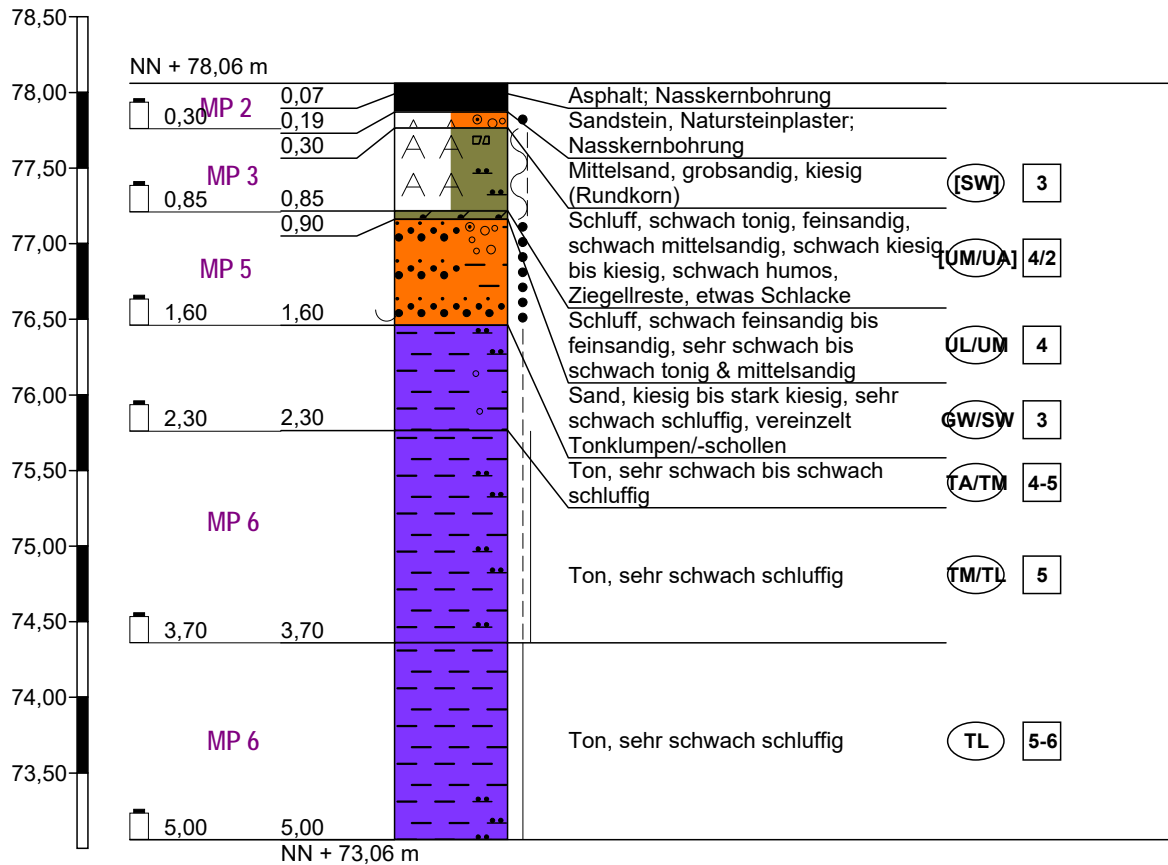 78,50
NN + 78,06 m
78,00
MP 2
0,30
0,07
Asphalt; Nasskernbohrung
0,19
Sandstein, Natursteinplaster;
Nasskernbohrung
0,30
77,50
MP 3
0,85
0,85
Mittelsand, grobsandig, kiesig
(Rundkorn)
[SW]
3
77,00
0,90
Schluff, schwach tonig, feinsandig,
schwach mittelsandig, schwach kiesig
bis kiesig, schwach humos,
Ziegellreste, etwas Schlacke
[UM/UA]
4/2
MP 5
76,50
1,60
1,60
Schluff, schwach feinsandig bis
feinsandig, sehr schwach bis
schwach tonig & mittelsandig
UL/UM
4
76,00
2,30
2,30
Sand, kiesig bis stark kiesig, sehr
schwach schluffig, vereinzelt
Tonklumpen/-schollen
GW/SW
3
75,50
Ton, sehr schwach bis schwach
schluffig
TA/TM
4-5
MP 6
75,00
Ton, sehr schwach schluffig
TM/TL
5
74,50
3,70
3,70
74,00
MP 6
Ton, sehr schwach schluffig
TL
5-6
73,50
5,00
5,00
NN + 73,06 m